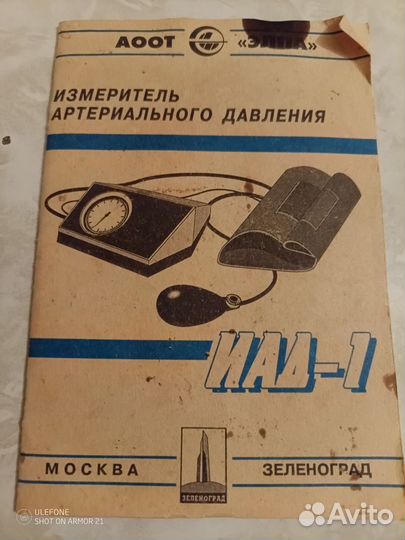 АООТ «ЭЛПА»
ИЗМЕРИТЕЛЬ
АРТЕРИАЛЬНОГО ДАВЛЕНИЯ
ИАД-1
МОСКВА ЗЕЛЕНОГРАД
ЗЕЛЕНОГРАД
ULEFONE
SHOT ON ARMOR 21
Avito